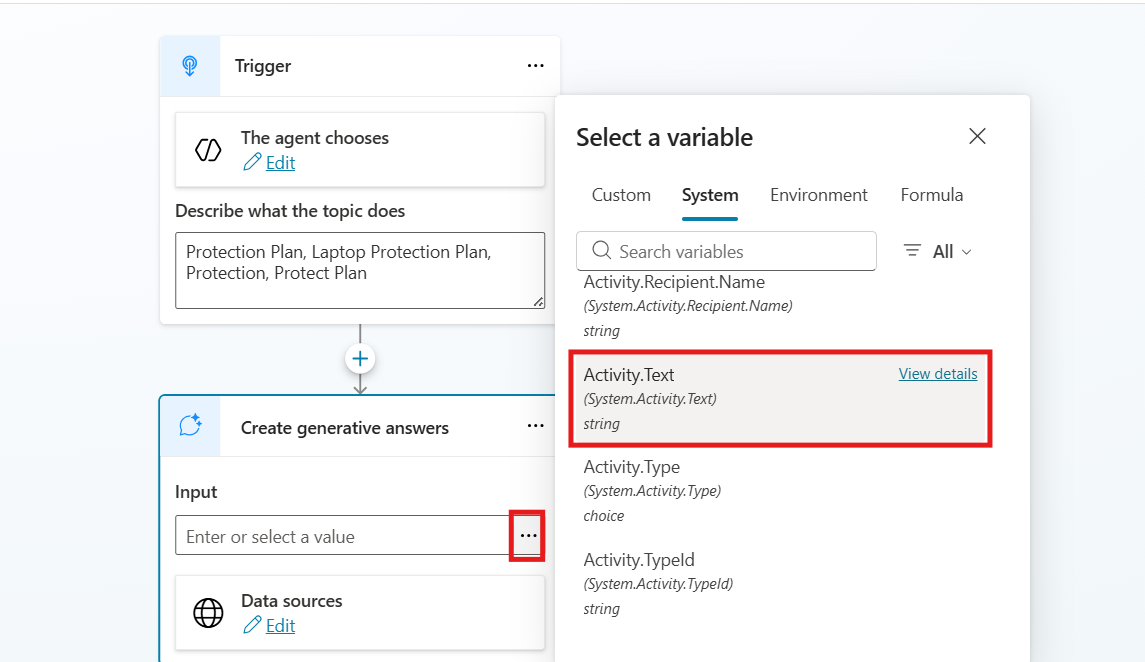 Trigger
The agent chooses
Edit
Describe what the topic does
Protection Plan, Laptop Protection Plan,
Protection, Protect Plan
Create generative answers
Input
Enter or select a value
Data sources
Edit
Select a variable
Custom System Environment Formula
Search variables All
Activity.Recipient.Name
(System.Activity.Recipient.Name)
string
Activity.Text View details
(System.Activity.Text)
string
Activity.Type
(System.Activity.Type)
choice
Activity.TypeId
(System.Activity.TypeId)
string